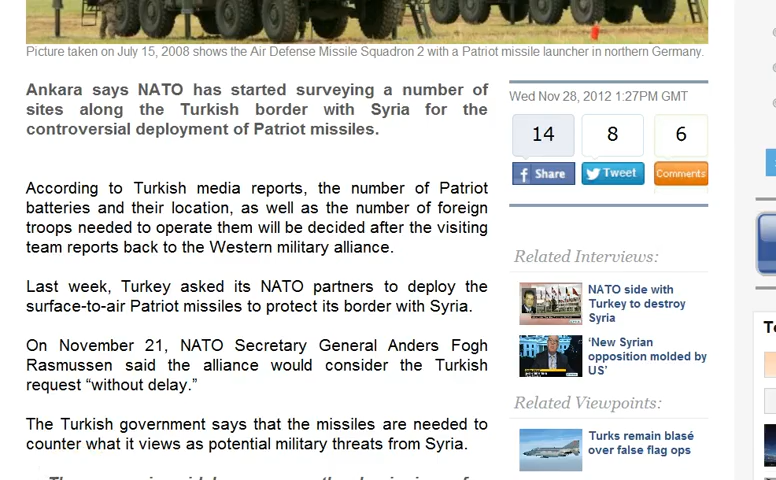 Picture taken on July 15, 2008 shows the Air Defense Missile Squadron 2 with a Patriot missile launcher in northern Germany.
Ankara says NATO has started surveying a number of
sites along the Turkish border with Syria for the
controversial deployment of Patriot missiles.
According to Turkish media reports, the number of Patriot
batteries and their location, as well as the number of foreign
troops needed to operate them will be decided after the visiting
team reports back to the Western military alliance.
Last week, Turkey asked its NATO partners to deploy the
surface-to-air Patriot missiles to protect its border with Syria.
On November 21, NATO Secretary General Anders Fogh
Rasmussen said the alliance would consider the Turkish
request “without delay.”
The Turkish government says that the missiles are needed to
counter what it views as potential military threats from Syria.
Wed Nov 28, 2012 1:27PM GMT
14 8 6
f Share Tweet Comments
Related Interviews:
NATO side with
Turkey to destroy
Syria
‘New Syrian
opposition molded by
US’
Related Viewpoints:
Turks remain blasé
over false flag ops